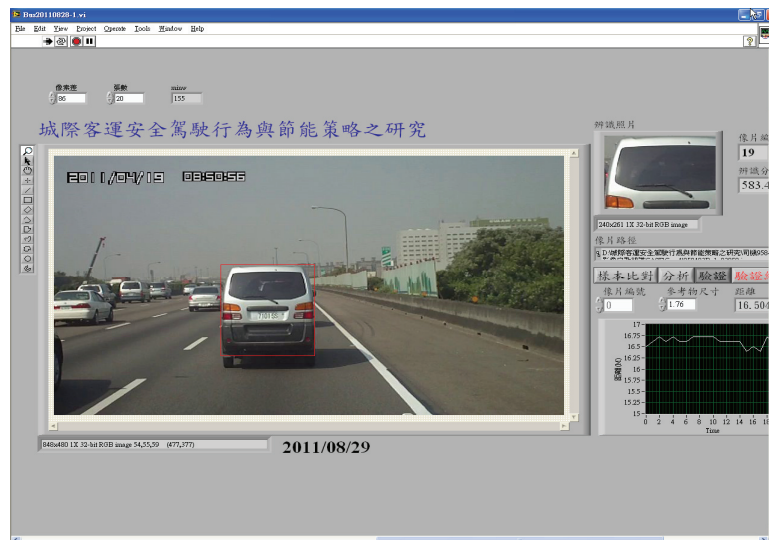 Bus20110828-1.vi
File Edit View Project Operate Tools Window Help
像素差 張數 minw
86 20 155
城際客運安全駕駛行為與節能策略之研究
辨識照片
像片編
19
辨識分
583.4
2011/04/19 08:50:56
240x261 1X 32-bit RGB image
像片路徑
樣本比對 分析 驗證
像片編號 參考物尺寸 距離
0 1.76 16.504
距離(M)
17
16.75
16.5
16.25
16
15.75
15.5
15.25
15
0 2 4 6 8 10 12 14 16 18
Time
848x480 1X 32-bit RGB image 54,55,59 (477,377)
2011/08/29